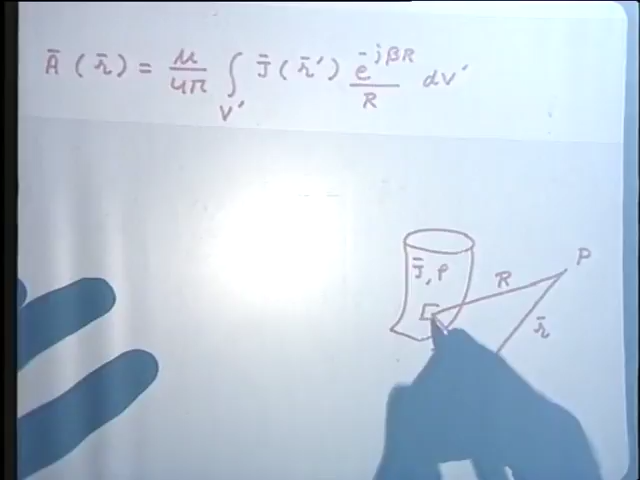 Ā (r̄) = μ/4π ∫V' J̄ (r̄') e^-jβR/R dv'
J̄, ρ
P
R
r̄